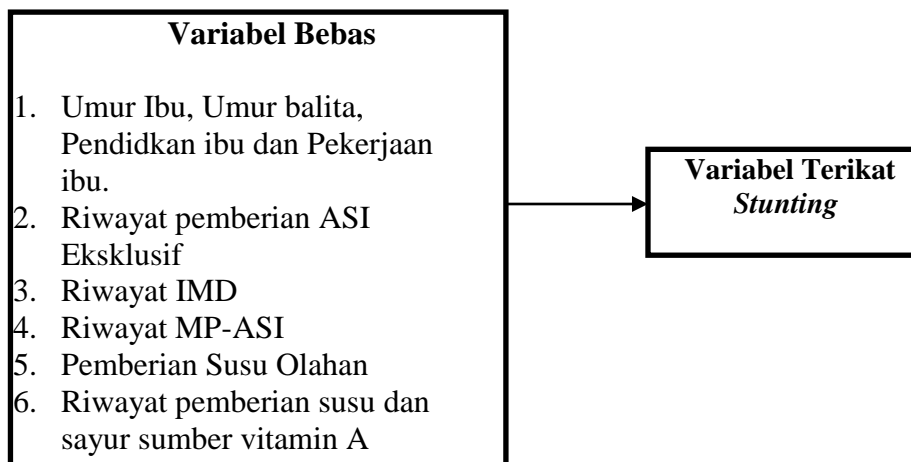 Variabel Bebas
1. Umur Ibu, Umur balita,
Pendidkan ibu dan Pekerjaan
ibu.
2. Riwayat pemberian ASI
Eksklusif
3. Riwayat IMD
4. Riwayat MP-ASI
5. Pemberian Susu Olahan
6. Riwayat pemberian susu dan
sayur sumber vitamin A
Variabel Terikat
Stunting